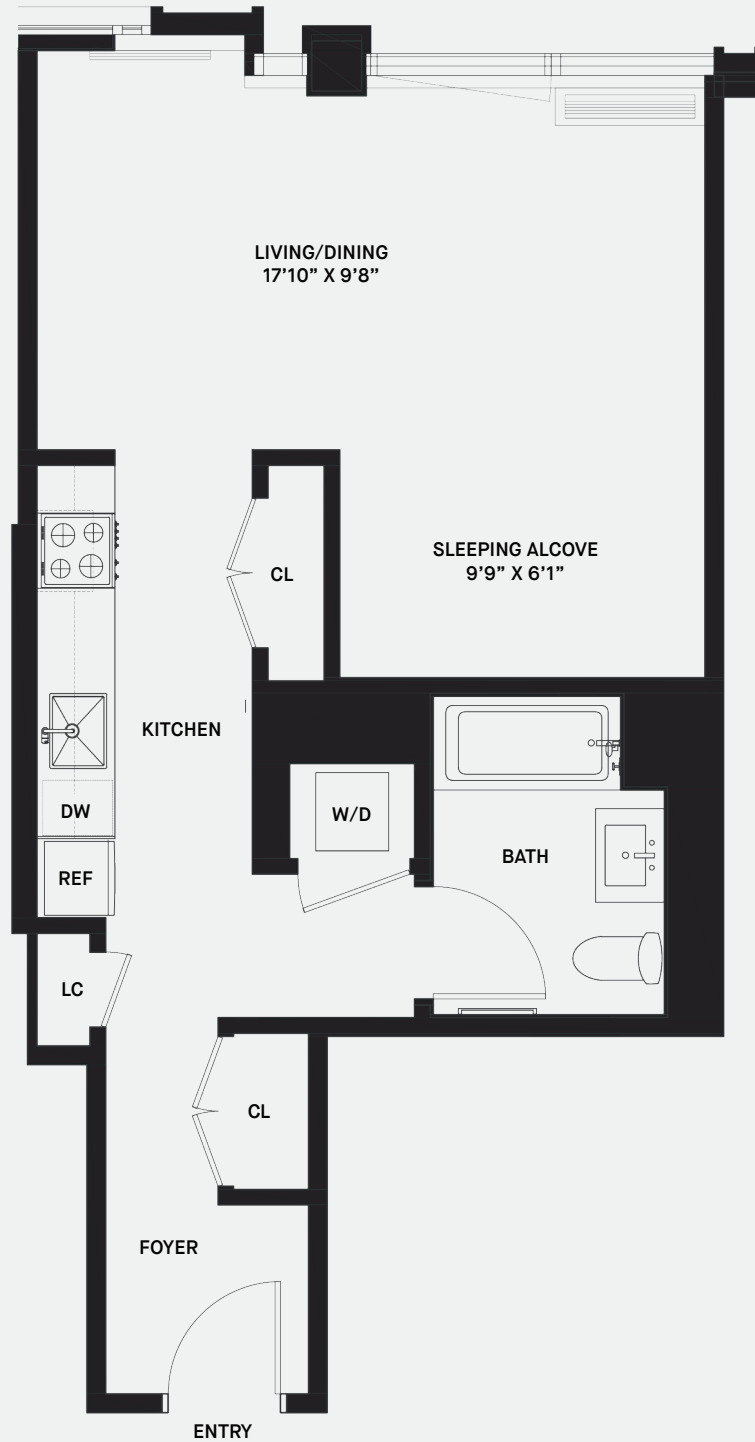 LIVING/DINING
17'10” X 9'8”
SLEEPING ALCOVE
9'9” X 6'1”
CL
KITCHEN
DW
W/D
REF
BATH
LC
CL
FOYER
ENTRY